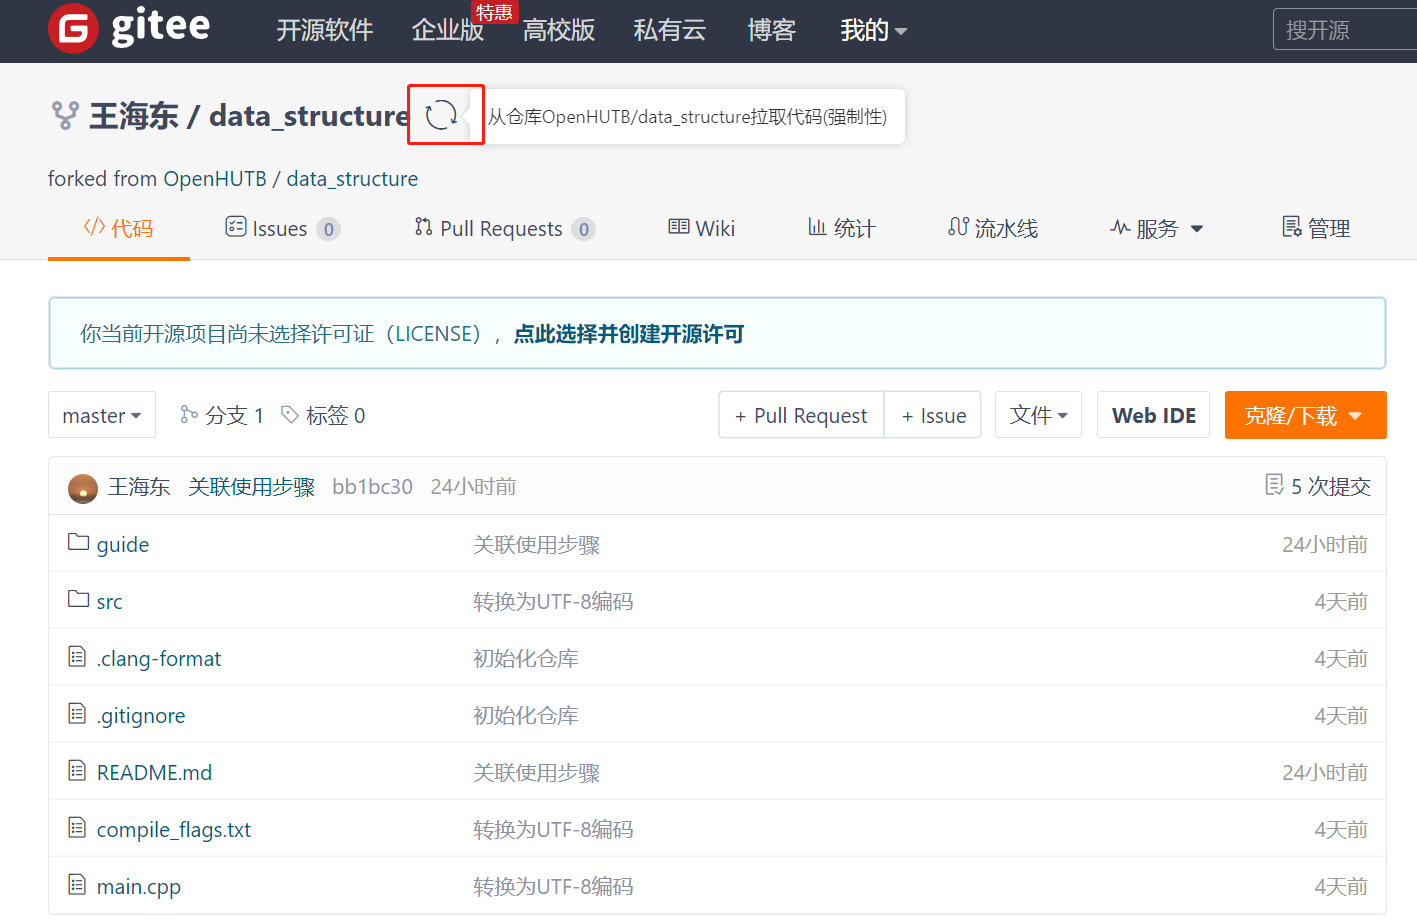 gitee 开源软件 企业版 特惠 高校版 私有云 博客 我的 搜开源
王海东 / data_structure 从仓库OpenHUTB/data_structure拉取代码(强制性)
forked from OpenHUTB / data_structure
代码 Issues 0 Pull Requests 0 Wiki 统计 流水线 服务 管理
你当前开源项目尚未选择许可证（LICENSE），点此选择并创建开源许可
master 分支 1 标签 0 + Pull Request + Issue 文件 Web IDE 克隆/下载
王海东 关联使用步骤 bb1bc30 24小时前 5 次提交
guide 关联使用步骤 24小时前
src 转换为UTF-8编码 4天前
.clang-format 初始化仓库 4天前
.gitignore 初始化仓库 4天前
README.md 关联使用步骤 24小时前
compile_flags.txt 转换为UTF-8编码 4天前
main.cpp 转换为UTF-8编码 4天前